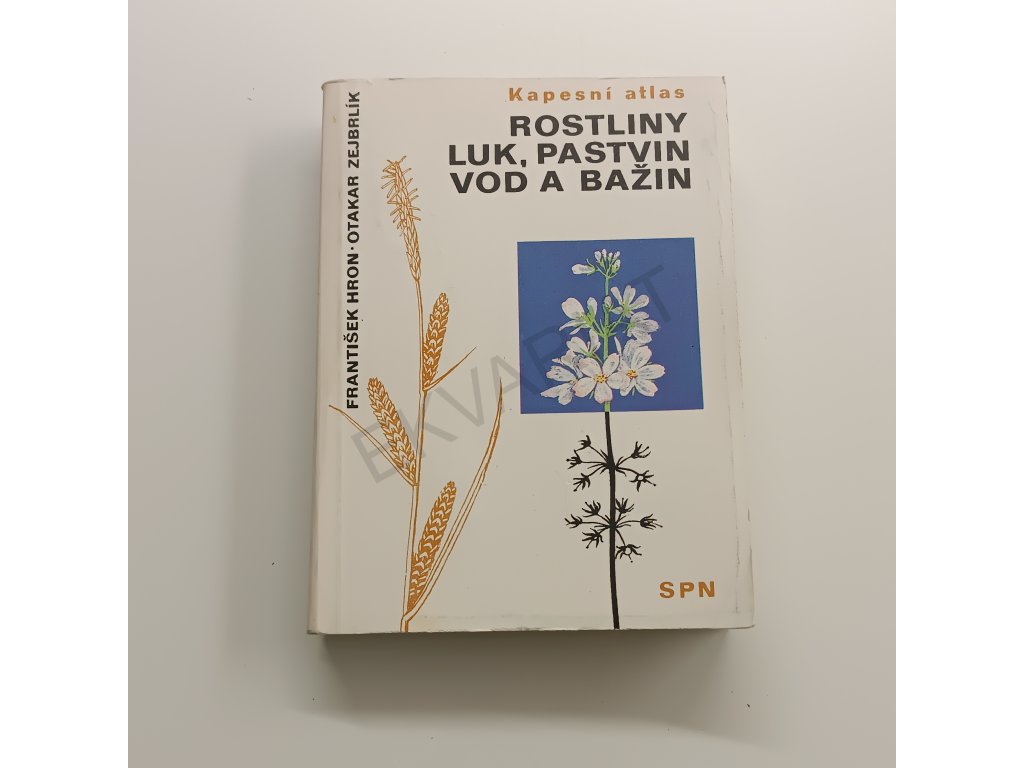 Kapesní atlas
ROSTLINY
LUK, PASTVIN
VOD A BAŽIN
FRANTIŠEK HRON · OTAKAR ZEJBRLÍK
SPN